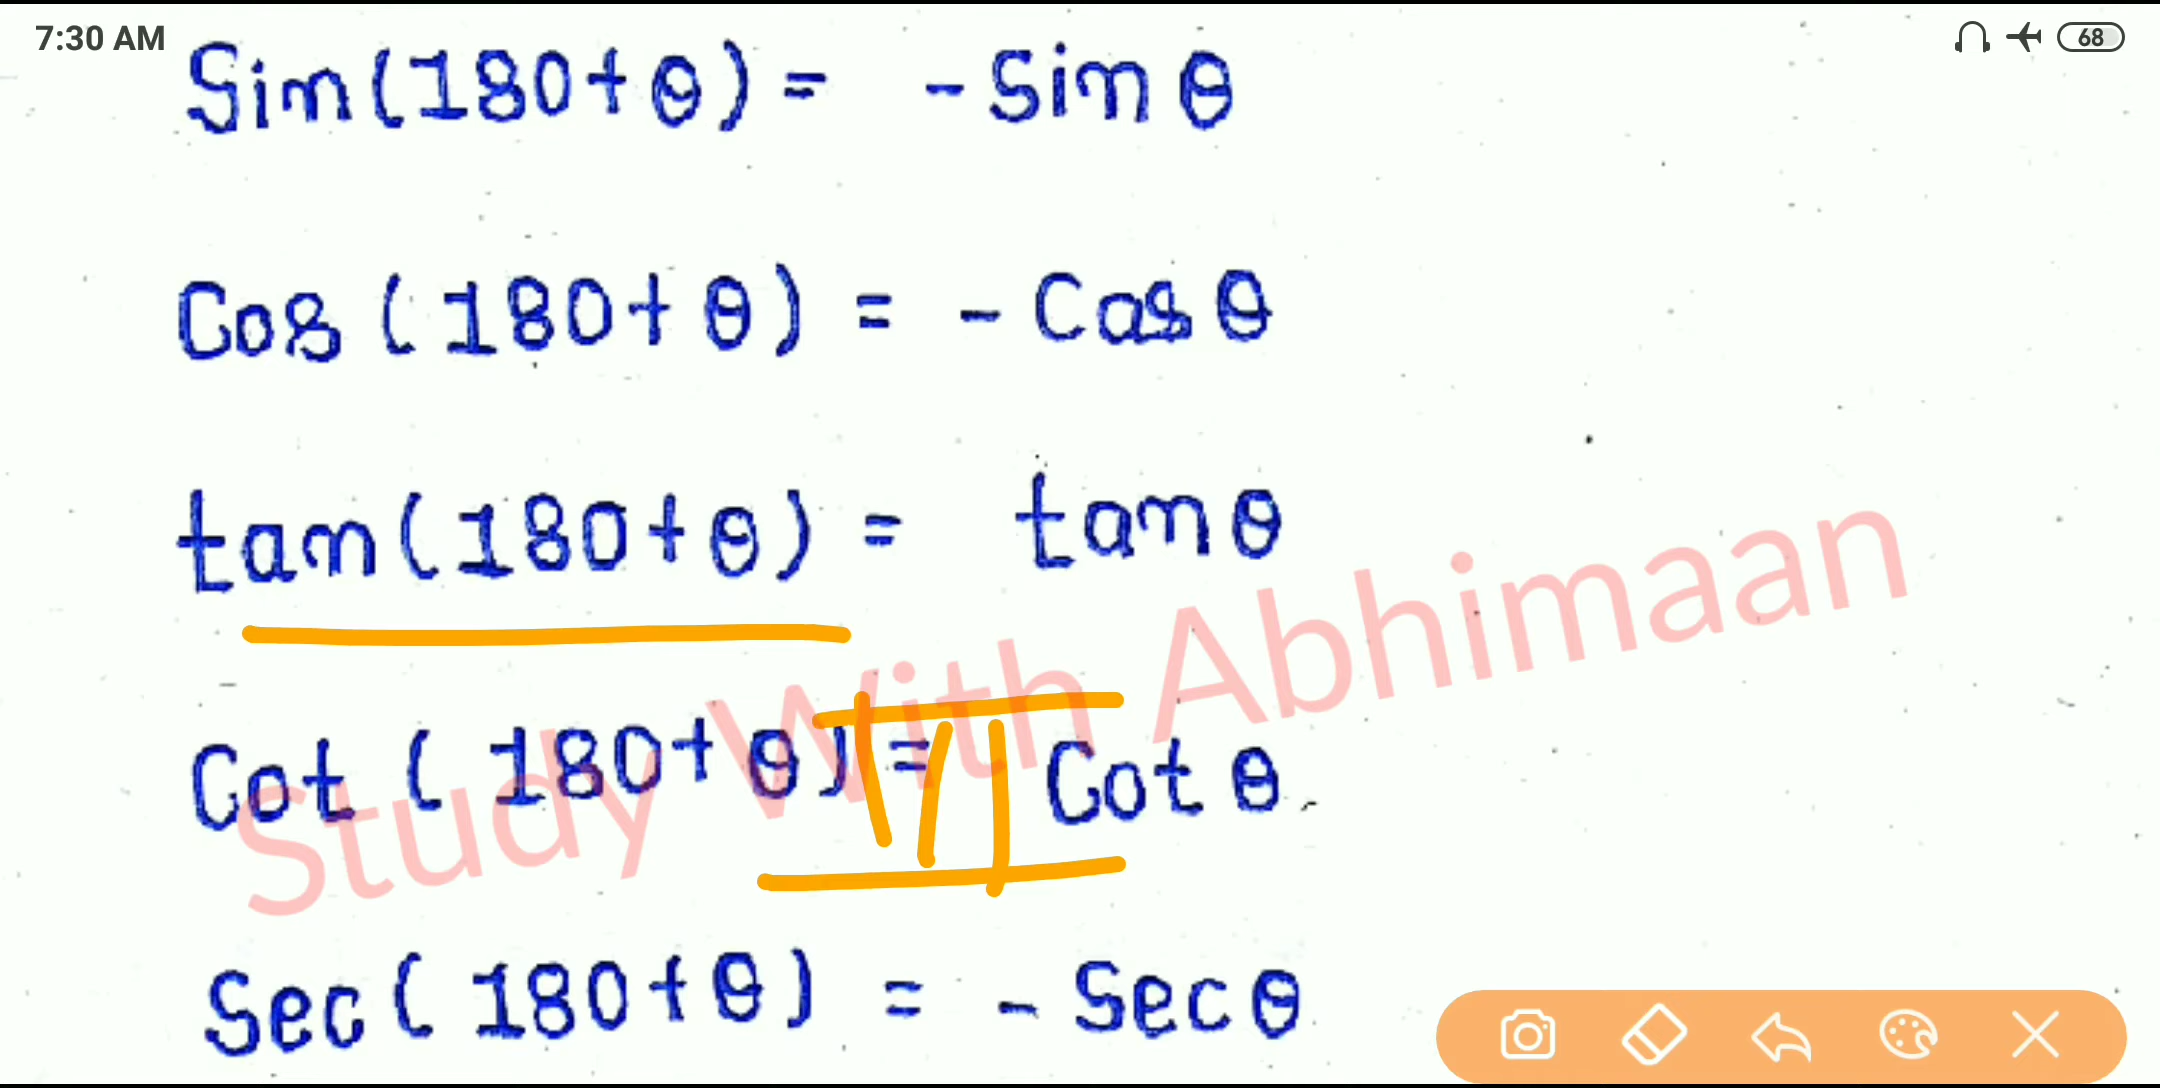 7:30 AM
68
Sin(180+θ) = -Sin θ
Cos (180+θ) = - Cos θ
tan(180+θ) = tan θ
Cot ( 180+θ) = Cot θ.
Sec( 180+θ) = - Sec θ
Study With Abhimaan